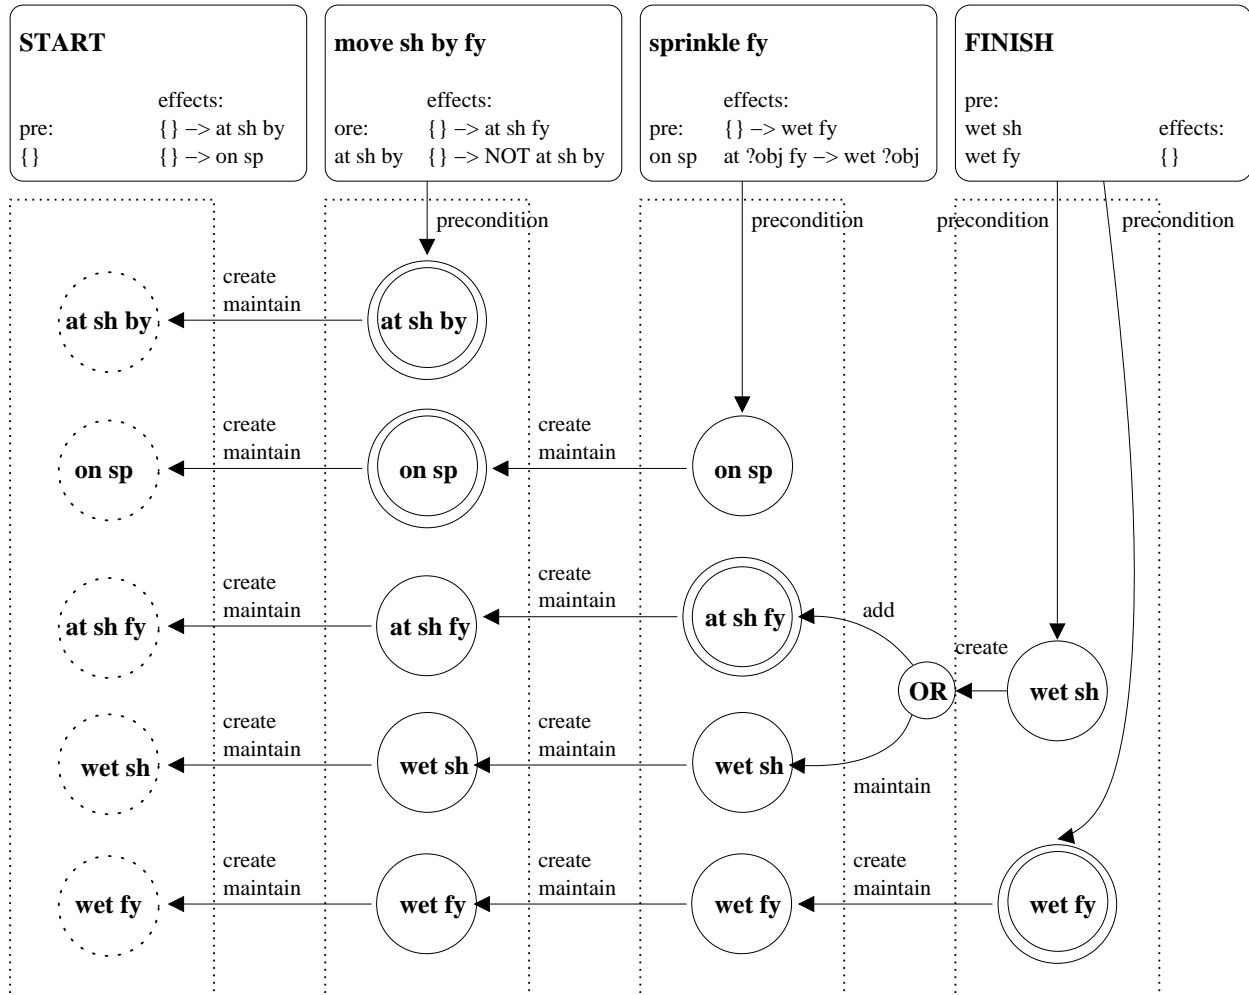 START
effects:
pre: {} –> at sh by
{} {} –> on sp
move sh by fy
effects:
ore: {} –> at sh fy
at sh by {} –> NOT at sh by
sprinkle fy
effects:
pre: {} –> wet fy
on sp at ?obj fy –> wet ?obj
FINISH
pre:
wet sh effects:
wet fy {}
precondition
precondition
precondition
precondition
at sh by
create
maintain
at sh by
on sp
create
maintain
on sp
create
maintain
on sp
at sh fy
create
maintain
at sh fy
create
maintain
at sh fy
add
OR
create
wet sh
wet sh
create
maintain
wet sh
create
maintain
wet sh
maintain
wet fy
create
maintain
wet fy
create
maintain
wet fy
create
maintain
wet fy